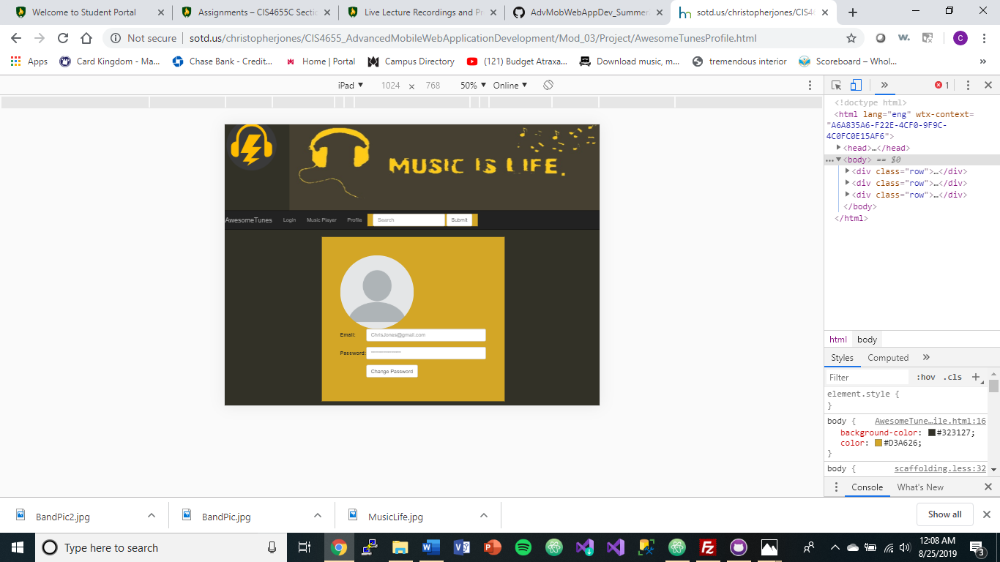 Welcome to Student Portal
Assignments – CIS4655C Secti
Live Lecture Recordings and Pr
AdvMobWebAppDev_Summer
sotd.us/christopherjones/CIS46
Not secure
sotd.us/christopherjones/CIS4655_AdvancedMobileWebApplicationDevelopment/Mod_03/Project/AwesomeTunesProfile.html
w.
C
Apps
Card Kingdom - Ma...
Chase Bank - Credit...
Home | Portal
Campus Directory
(121) Budget Atraxa...
Download music, m...
tremendous interior
Scoreboard – Whol...
»
iPad
1024 x 768
50%
Online
MUSIC IS LIFE.
AwesomeTunes
Login
Music Player
Profile
Search
Submit
Email:
ChrisJones@gmail.com
Password:
Change Password
» 1
<!doctype html>
<html lang="eng" wtx-context=
"A6A835A6-F22E-4CF0-9F9C-
4C0FC0E15AF6">
<head>…</head>
<body> == $0
<div class="row">…</div>
<div class="row">…</div>
<div class="row">…</div>
</body>
</html>
html body
Styles Computed »
Filter :hov .cls +
element.style {
}
body { AwesomeTune…ile.html:16
background-color: #323127;
color: #D3A626;
}
body { scaffolding.less:32
Console What's New
BandPic2.jpg
BandPic.jpg
MusicLife.jpg
Show all
Type here to search
12:08 AM
8/25/2019
3